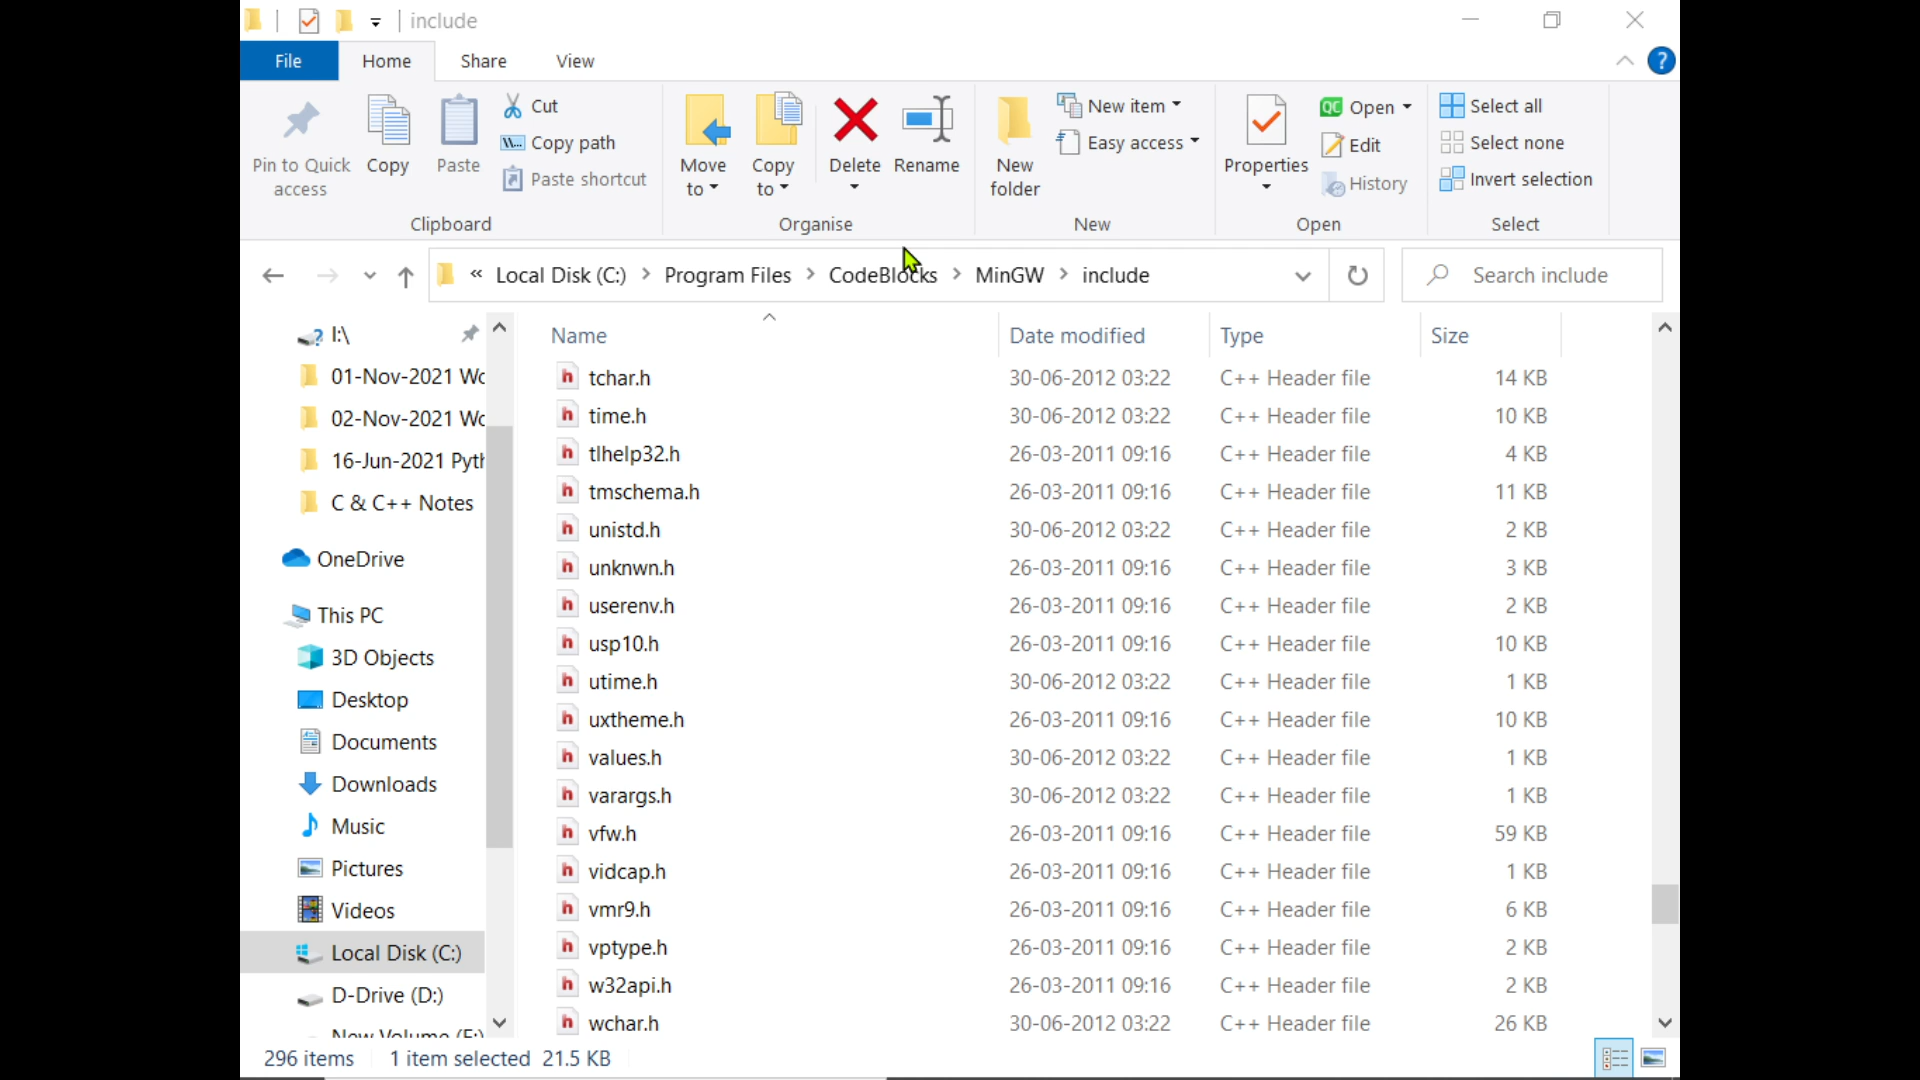 include
File Home Share View
?
Pin to Quick access
Copy
Paste
Cut
Copy path
Paste shortcut
Clipboard
Move to
Copy to
Delete
Rename
Organise
New folder
New item
Easy access
New
Properties
Open
Edit
History
Open
Select all
Select none
Invert selection
Select
« Local Disk (C:) > Program Files > CodeBlocks > MinGW > include
Search include
I:\
01-Nov-2021 Wo
02-Nov-2021 Wo
16-Jun-2021 Pyth
C & C++ Notes
OneDrive
This PC
3D Objects
Desktop
Documents
Downloads
Music
Pictures
Videos
Local Disk (C:)
D-Drive (D:)
New Volume (E:)
Name Date modified Type Size
tchar.h 30-06-2012 03:22 C++ Header file 14 KB
time.h 30-06-2012 03:22 C++ Header file 10 KB
tlhelp32.h 26-03-2011 09:16 C++ Header file 4 KB
tmschema.h 26-03-2011 09:16 C++ Header file 11 KB
unistd.h 30-06-2012 03:22 C++ Header file 2 KB
unknwn.h 26-03-2011 09:16 C++ Header file 3 KB
userenv.h 26-03-2011 09:16 C++ Header file 2 KB
usp10.h 26-03-2011 09:16 C++ Header file 10 KB
utime.h 30-06-2012 03:22 C++ Header file 1 KB
uxtheme.h 26-03-2011 09:16 C++ Header file 10 KB
values.h 30-06-2012 03:22 C++ Header file 1 KB
varargs.h 30-06-2012 03:22 C++ Header file 1 KB
vfw.h 26-03-2011 09:16 C++ Header file 59 KB
vidcap.h 26-03-2011 09:16 C++ Header file 1 KB
vmr9.h 26-03-2011 09:16 C++ Header file 6 KB
vptype.h 26-03-2011 09:16 C++ Header file 2 KB
w32api.h 26-03-2011 09:16 C++ Header file 2 KB
wchar.h 30-06-2012 03:22 C++ Header file 26 KB
296 items 1 item selected 21.5 KB